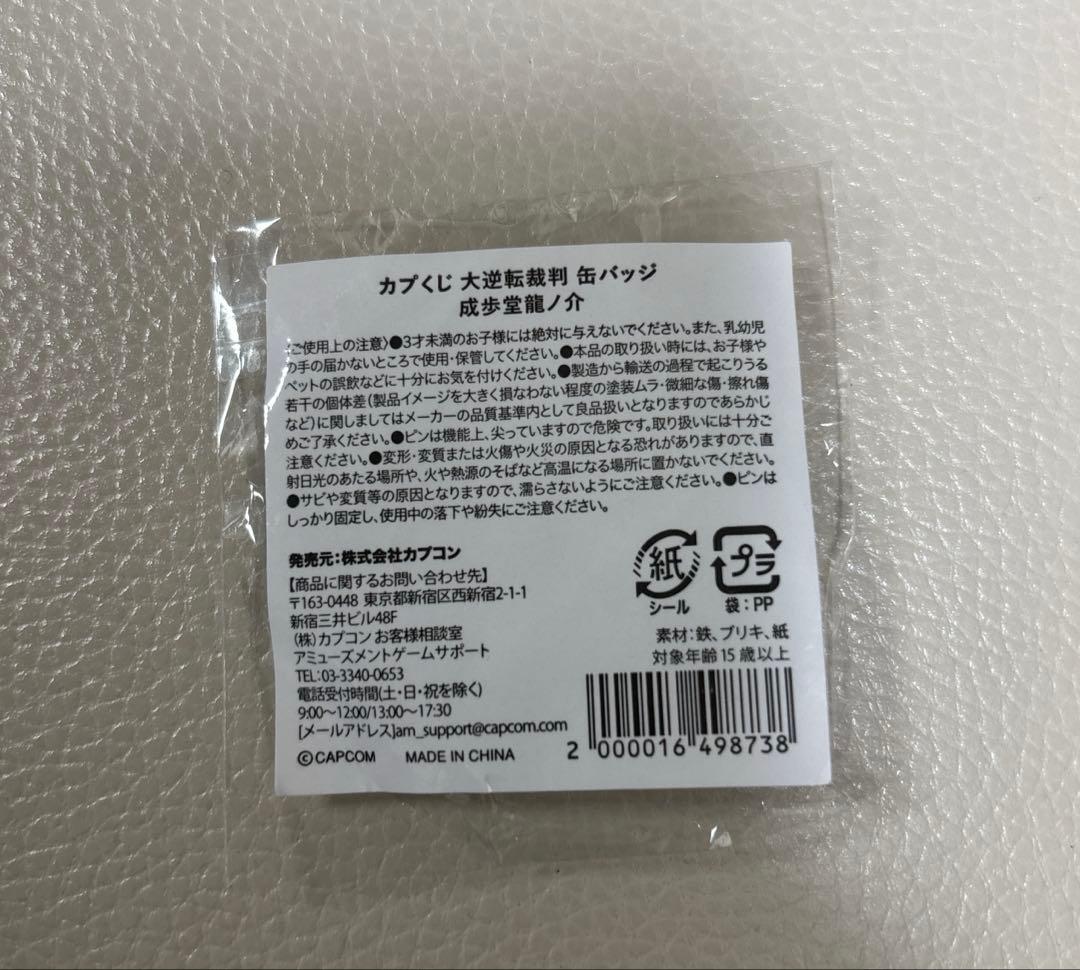 カプくじ 大逆転裁判 缶バッジ
成歩堂龍ノ介
〈ご使用上の注意〉●3才未満のお子様には絶対に与えないでください。また、乳幼児
の手の届かないところで使用・保管してください。●本品の取り扱い時には、お子様や
ペットの誤飲などに十分にお気を付けください。●製造から輸送の過程で起こりうる
若干の個体差(製品イメージを大きく損なわない程度の塗装ムラ・微細な傷・擦れ傷
など)に関しましてはメーカーの品質基準内として良品扱いとなりますのであらかじ
めご了承ください。●ピンは機能上、尖っていますので危険です。取り扱いには十分ご
注意ください。●変形・変質または火傷や火災の原因となる恐れがありますので、直
射日光のあたる場所や、火や熱源のそばなど高温になる場所に置かないでください。
●サビや変質等の原因となりますので、濡らさないようにご注意ください。●ピンは
しっかり固定し、使用中の落下や紛失にご注意ください。
発売元:株式会社カプコン
【商品に関するお問い合わせ先】
〒163-0448 東京都新宿区西新宿2-1-1
新宿三井ビル48F
(株)カプコン お客様相談室
アミューズメントゲームサポート
TEL:03-3340-0653
電話受付時間(土・日・祝を除く)
9:00〜12:00/13:00〜17:30
[メールアドレス]am_support@capcom.com
©CAPCOM MADE IN CHINA
紙 プラ
シール 袋:PP
素材:鉄、ブリキ、紙
対象年齢15歳以上
2 000016 498738